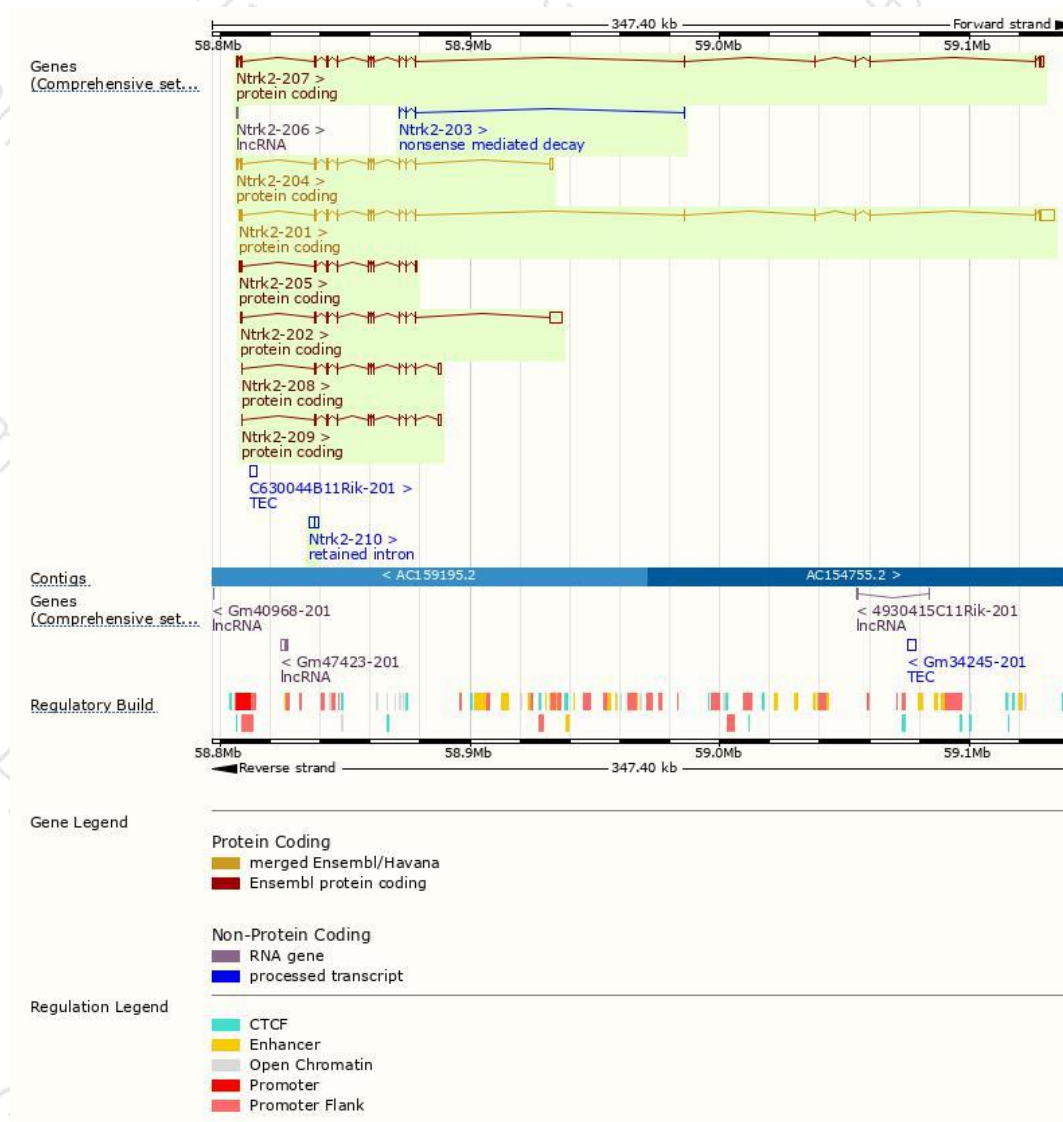 347.40 kb
Forward strand
58.8Mb
58.9Mb
59.0Mb
59.1Mb
Genes
(Comprehensive set...
Ntrk2-207 >
protein coding
Ntrk2-206 >
lncRNA
Ntrk2-203 >
nonsense mediated decay
Ntrk2-204 >
protein coding
Ntrk2-201 >
protein coding
Ntrk2-205 >
protein coding
Ntrk2-202 >
protein coding
Ntrk2-208 >
protein coding
Ntrk2-209 >
protein coding
C630044B11Rik-201 >
TEC
Ntrk2-210 >
retained intron
Contigs
< AC159195.2
AC154755.2 >
Genes
(Comprehensive set...
< Gm40968-201
lncRNA
< 4930415C11Rik-201
lncRNA
< Gm47423-201
lncRNA
< Gm34245-201
TEC
Regulatory Build
58.8Mb
58.9Mb
59.0Mb
59.1Mb
Reverse strand
347.40 kb
Gene Legend
Protein Coding
merged Ensembl/Havana
Ensembl protein coding
Non-Protein Coding
RNA gene
processed transcript
Regulation Legend
CTCF
Enhancer
Open Chromatin
Promoter
Promoter Flank